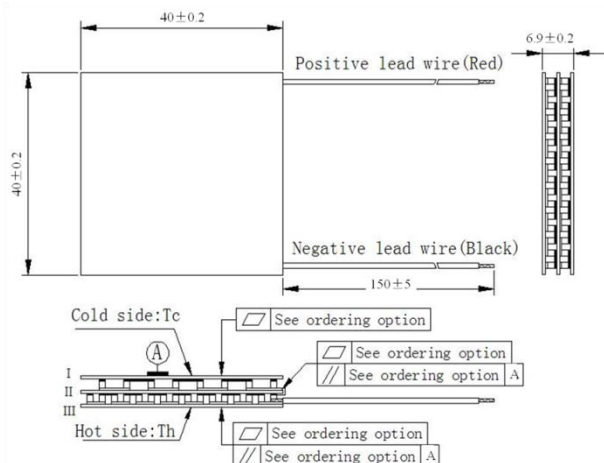 40±0.2
6.9±0.2
Positive lead wire(Red)
40±0.2
Negative lead wire(Black)
150±5
Cold side:Tc
See ordering option
A
See ordering option
I
// See ordering option A
II
III
Hot side:Th
See ordering option
// See ordering option A